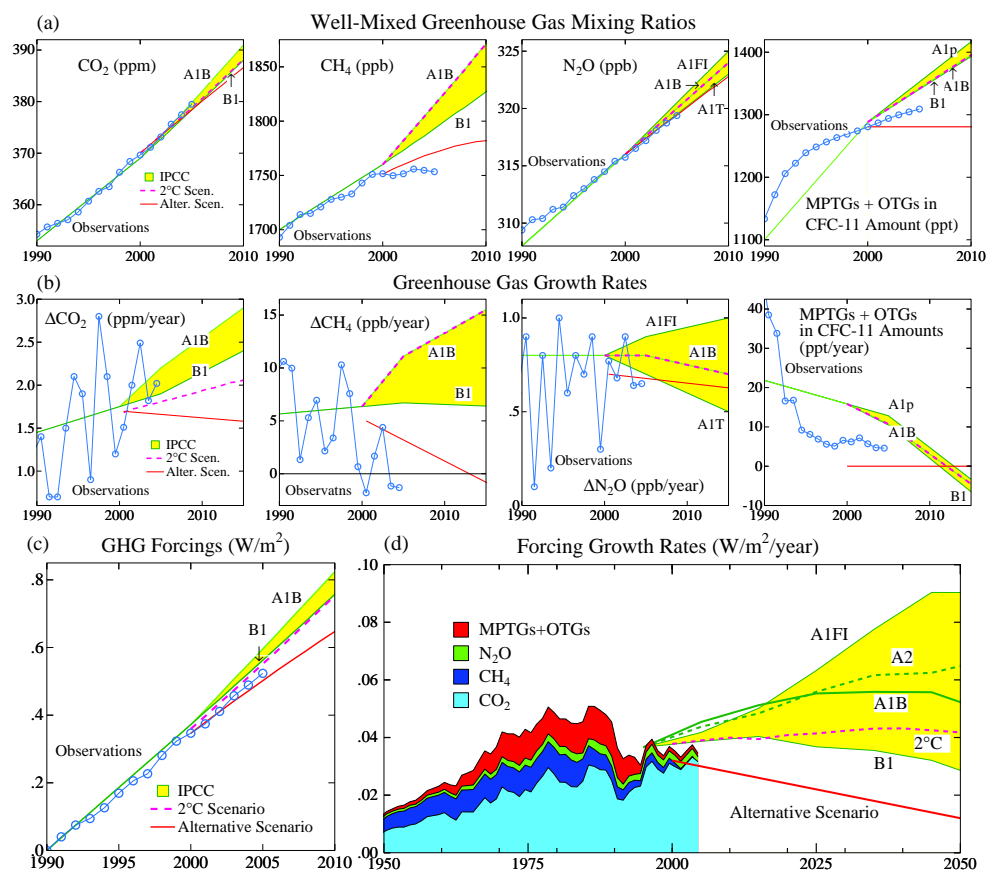 (a) Well-Mixed Greenhouse Gas Mixing Ratios
390
380
370
360
CO₂ (ppm)
A1B
B1
IPCC
2°C Scen.
Alter. Scen.
Observations
1990 2000 2010
1850
1800
1750
1700
CH₄ (ppb)
A1B
B1
Observations
1990 2000 2010
325
320
315
310
N₂O (ppb)
A1FI
A1B→
A1T
Observations
1990 2000 2010
1400
1300
1200
1100
A1p
A1B
B1
Observations
MPTGs + OTGs in
CFC-11 Amount (ppt)
1990 2000 2010
(b) Greenhouse Gas Growth Rates
3.0
2.5
2.0
1.5
1.0
ΔCO₂ (ppm/year)
A1B
B1
IPCC
2°C Scen.
Alter. Scen.
Observations
1990 2000 2010
15
10
5
0
ΔCH₄ (ppb/year)
A1B
B1
Observatns
1990 2000 2010
1.0
.5
.0
A1FI
A1B
A1T
Observations
ΔN₂O (ppb/year)
1990 2000 2010
40
30
20
10
0
-10
MPTGs + OTGs
in CFC-11 Amounts
(ppt/year)
Observations
A1p
A1B
B1
1990 2000 2010
(c) GHG Forcings (W/m²)
.8
.6
.4
.2
.0
A1B
B1
Observations
IPCC
2°C Scenario
Alternative Scenario
1990 1995 2000 2005 2010
(d) Forcing Growth Rates (W/m²/year)
.10
.08
.06
.04
.02
.00
MPTGs+OTGs
N₂O
CH₄
CO₂
A1FI
A2
A1B
2°C
B1
Alternative Scenario
1950 1975 2000 2025 2050